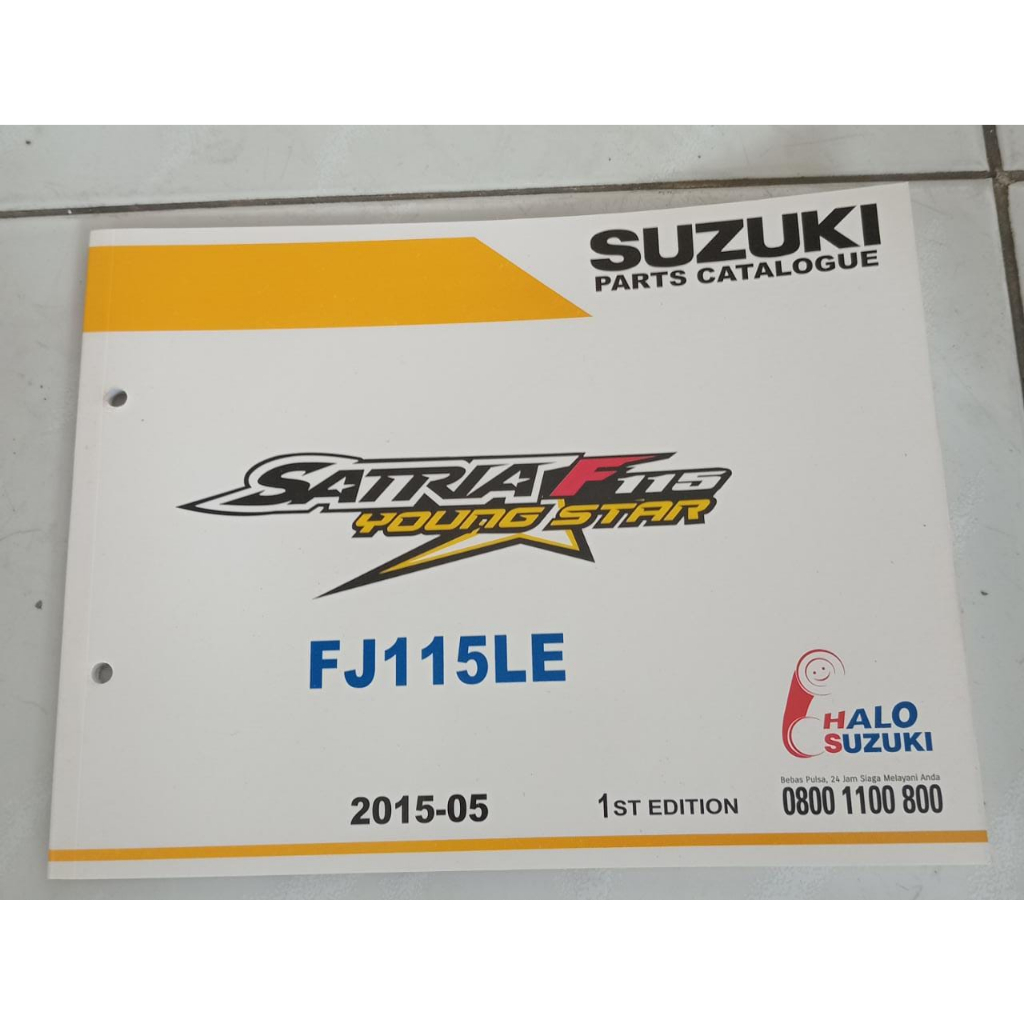 SUZUKI
PARTS CATALOGUE
SATRIA F 115
YOUNG STAR
FJ115LE
HALO
SUZUKI
Bebas Pulsa, 24 Jam Siaga Melayani Anda
0800 1100 800
2015-05
1ST EDITION